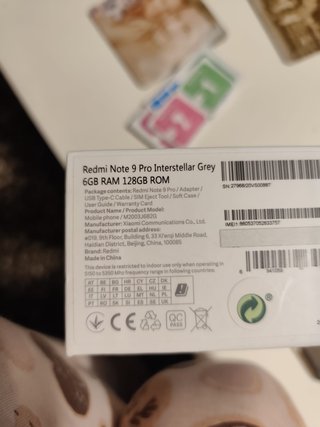 Redmi Note 9 Pro Interstellar Grey
6GB RAM 128GB ROM
Package contents: Redmi Note 9 Pro / Adapter /
USB Type-C Cable / SIM Eject Tool / Soft Case /
User Guide / Warranty Card
Product Name / Product Model:
Mobile phone / M2003J6B2G
Manufacturer: Xiaomi Communications Co., Ltd.
Manufacturer postal address:
#019, 9th Floor, Building 6, 33 Xi'erqi Middle Road,
Haidian District, Beijing, China, 100085
Brand: Redmi
Made in China
This device is restricted to indoor use only when operating in
5150 to 5350 MHz frequency range in following countries:
AT BE BG HR CY CZ DK
EE FI FR DE EL HU IE
IT LV LT LU MT NL PL
PT RO SK SI ES SE UK
CE
QC
PASS